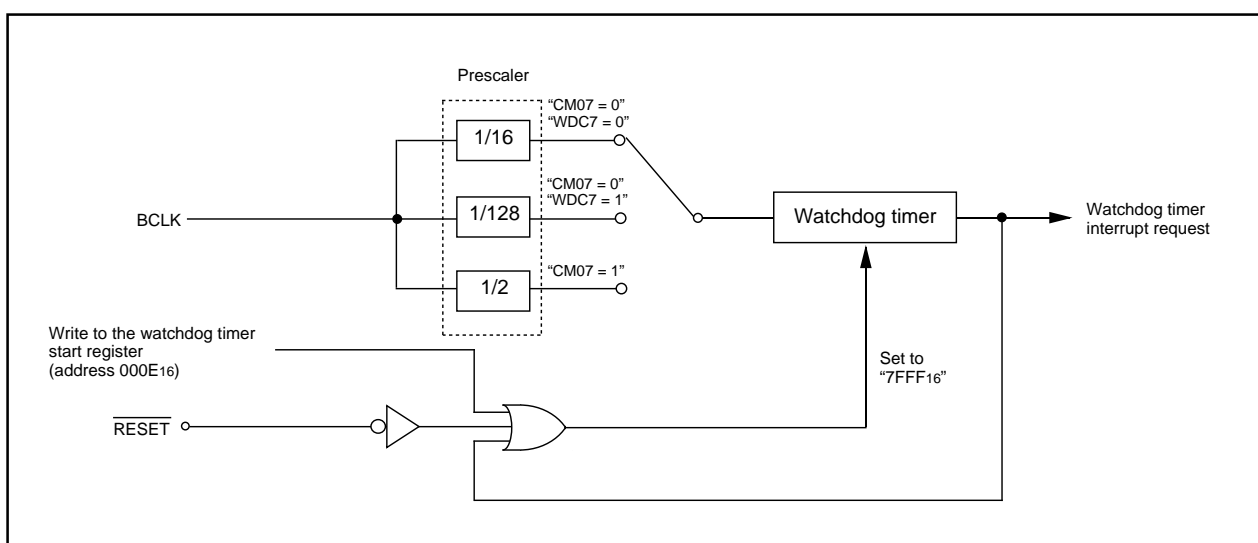 Prescaler
“CM07 = 0”
“WDC7 = 0”
1/16
“CM07 = 0”
“WDC7 = 1”
1/128
BCLK
“CM07 = 1”
1/2
Watchdog timer
Watchdog timer
interrupt request
Write to the watchdog timer
start register
(address 000E16)
Set to
“7FFF16”
RESET